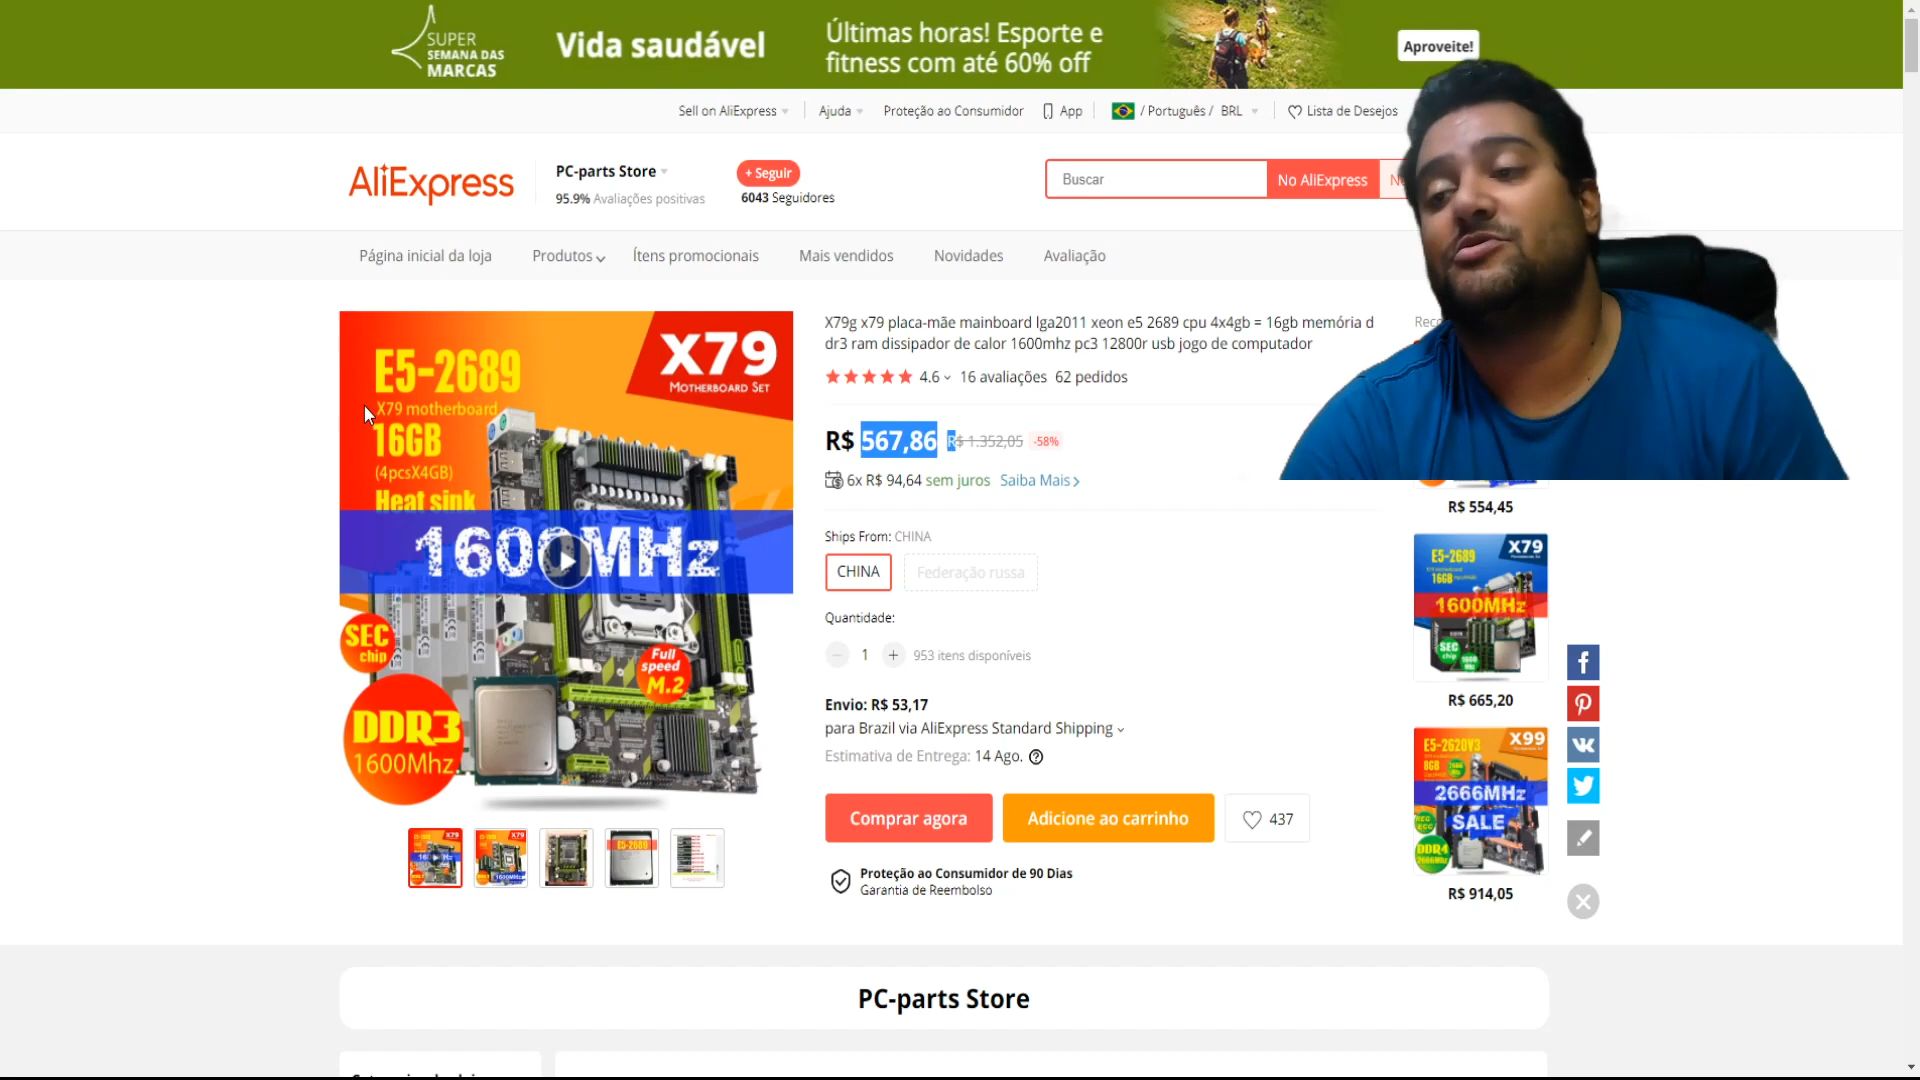 SUPER
SEMANA DAS
MARCAS
Vida saudável
Últimas horas! Esporte e
fitness com até 60% off
Aproveite!
Sell on AliExpress
Ajuda
Proteção ao Consumidor
App
/ Português / BRL
Lista de Desejos
AliExpress
PC-parts Store
95.9% Avaliações positivas
+ Seguir
6043 Seguidores
Buscar
No AliExpress
Página inicial da loja
Produtos
Ítens promocionais
Mais vendidos
Novidades
Avaliação
X79
MOTHERBOARD SET
E5-2689
X79 motherboard
16GB
(4pcsX4GB)
Heat sink
1600MHz
SEC
chip
Full
speed
M.2
DDR3
1600Mhz
X79g x79 placa-mãe mainboard lga2011 xeon e5 2689 cpu 4x4gb = 16gb memória d
dr3 ram dissipador de calor 1600mhz pc3 12800r usb jogo de computador
4.6
16 avaliações
62 pedidos
R$ 567,86
R$ 1.352,05
-58%
6x R$ 94,64 sem juros
Saiba Mais
Ships From: CHINA
CHINA
Federação russa
Quantidade:
1
953 itens disponíveis
Envio: R$ 53,17
para Brazil via AliExpress Standard Shipping
Estimativa de Entrega: 14 Ago.
Comprar agora
Adicione ao carrinho
437
Proteção ao Consumidor de 90 Dias
Garantia de Reembolso
R$ 554,45
E5-2689
X79
16GB
1600MHz
SEC
chip
R$ 665,20
E5-2620V3
X99
8GB
2666MHz
SALE
DDR4
R$ 914,05
PC-parts Store